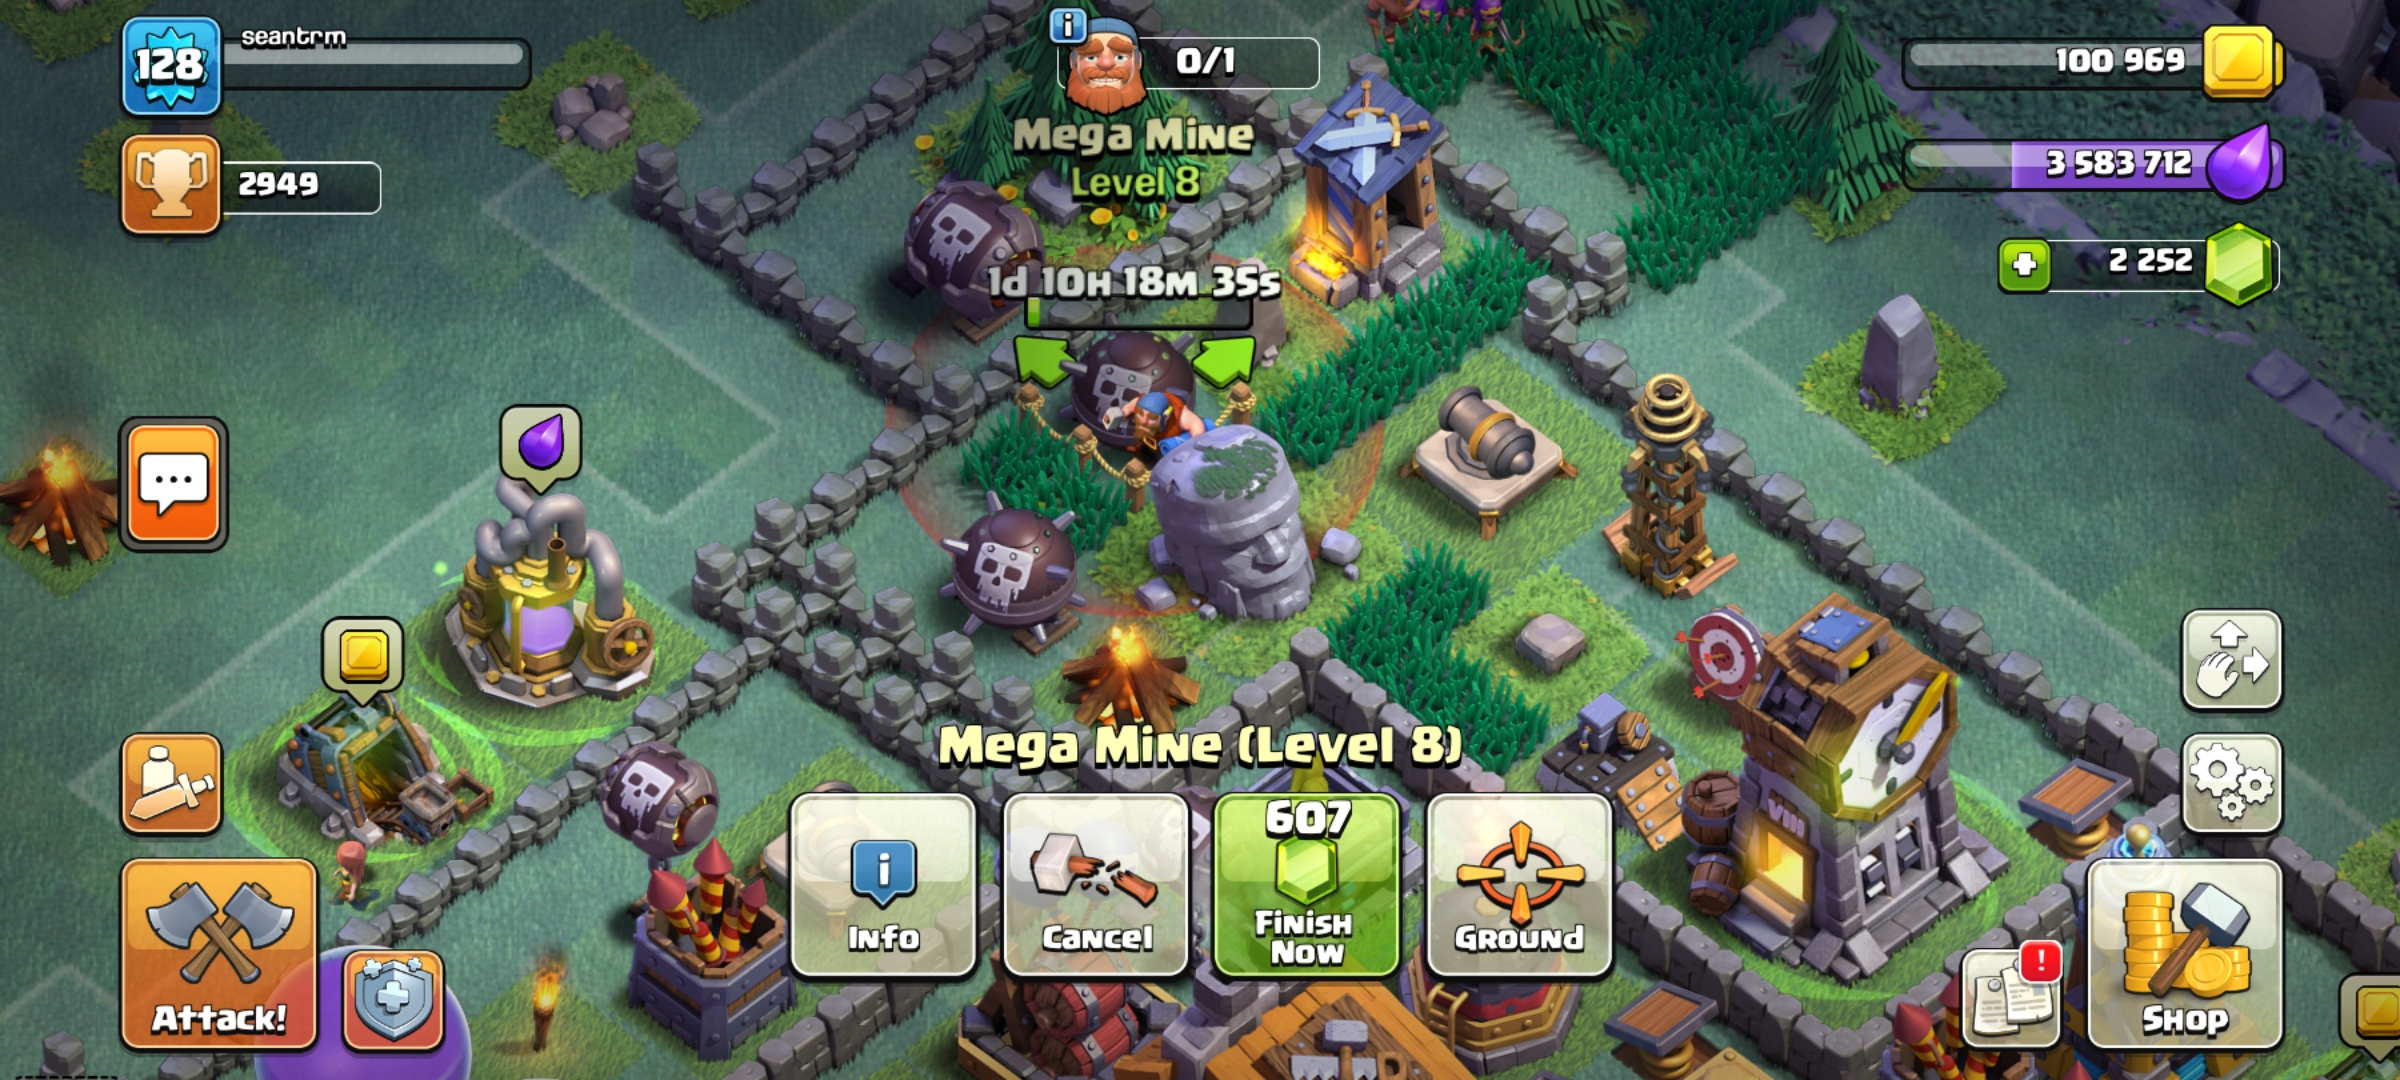 128
seantrm
0/1
100 969
Mega Mine
Level 8
2949
3 583 712
2 252
1d 10H 18M 35s
Mega Mine (Level 8)
VIII
607
Info
Cancel
Finish
Now
Ground
Attack!
!
Shop